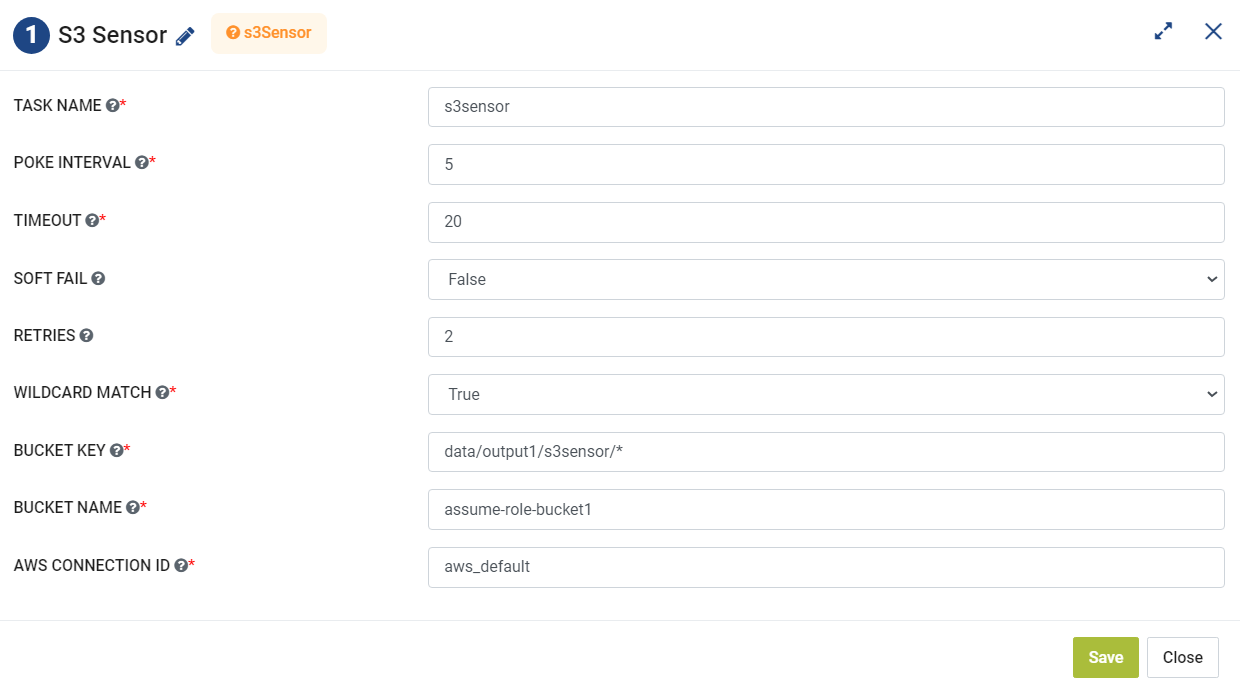 1 S3 Sensor ? s3Sensor
TASK NAME ?* s3sensor
POKE INTERVAL ?* 5
TIMEOUT ?* 20
SOFT FAIL ? False
RETRIES ? 2
WILDCARD MATCH ?* True
BUCKET KEY ?* data/output1/s3sensor/*
BUCKET NAME ?* assume-role-bucket1
AWS CONNECTION ID ?* aws_default
Save Close